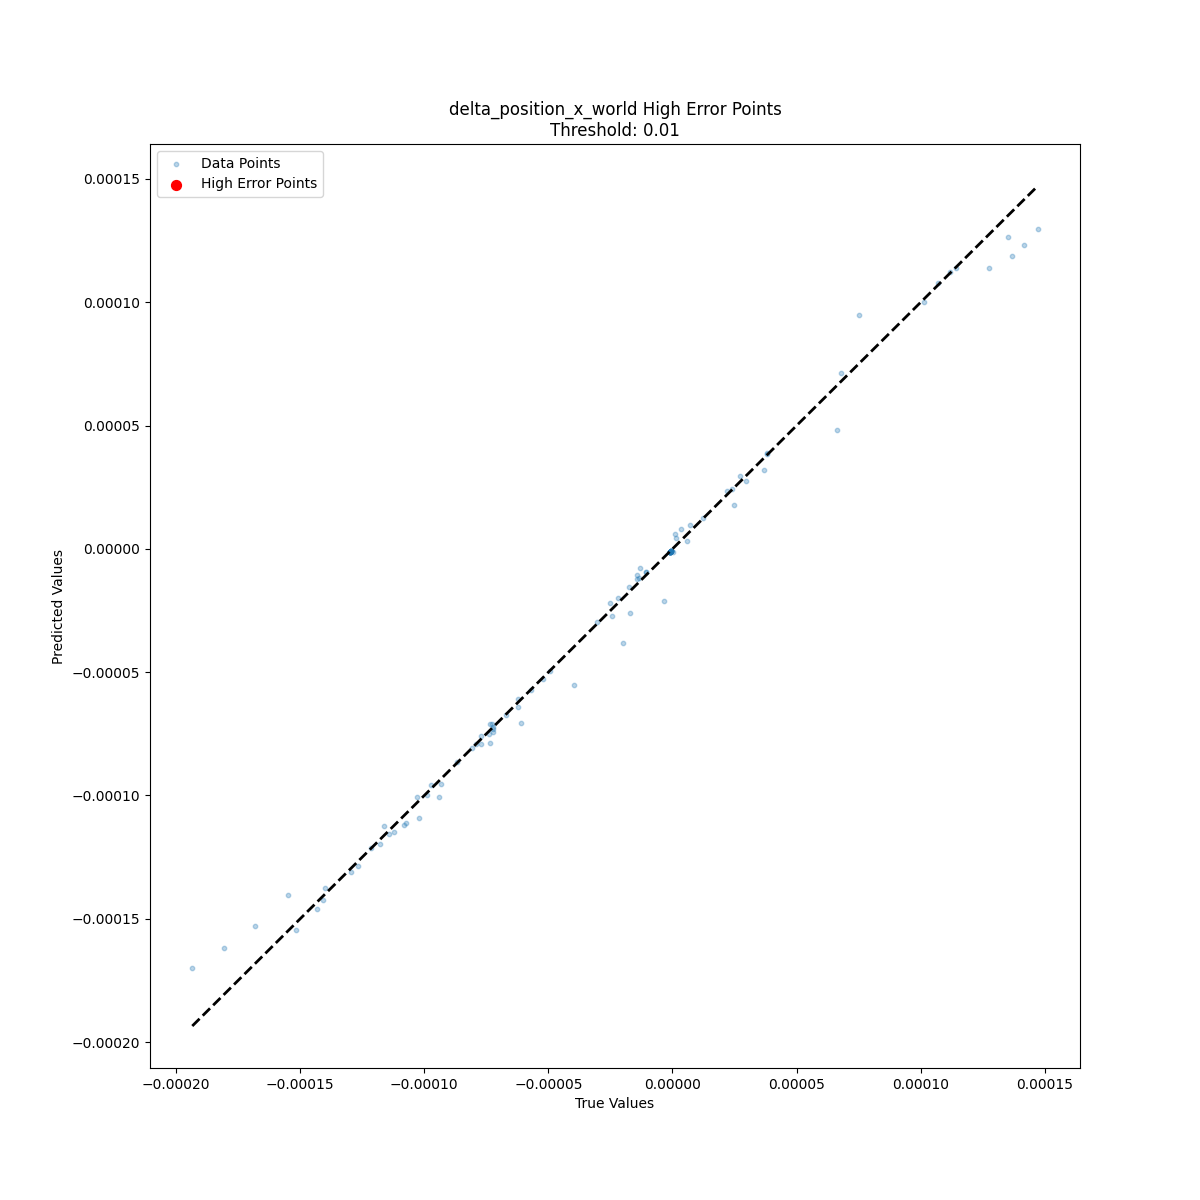 delta_position_x_world High Error Points
Threshold: 0.01
Data Points
High Error Points
0.00015
0.00010
0.00005
0.00000
−0.00005
−0.00010
−0.00015
−0.00020
Predicted Values
−0.00020
−0.00015
−0.00010
−0.00005
0.00000
0.00005
0.00010
0.00015
True Values